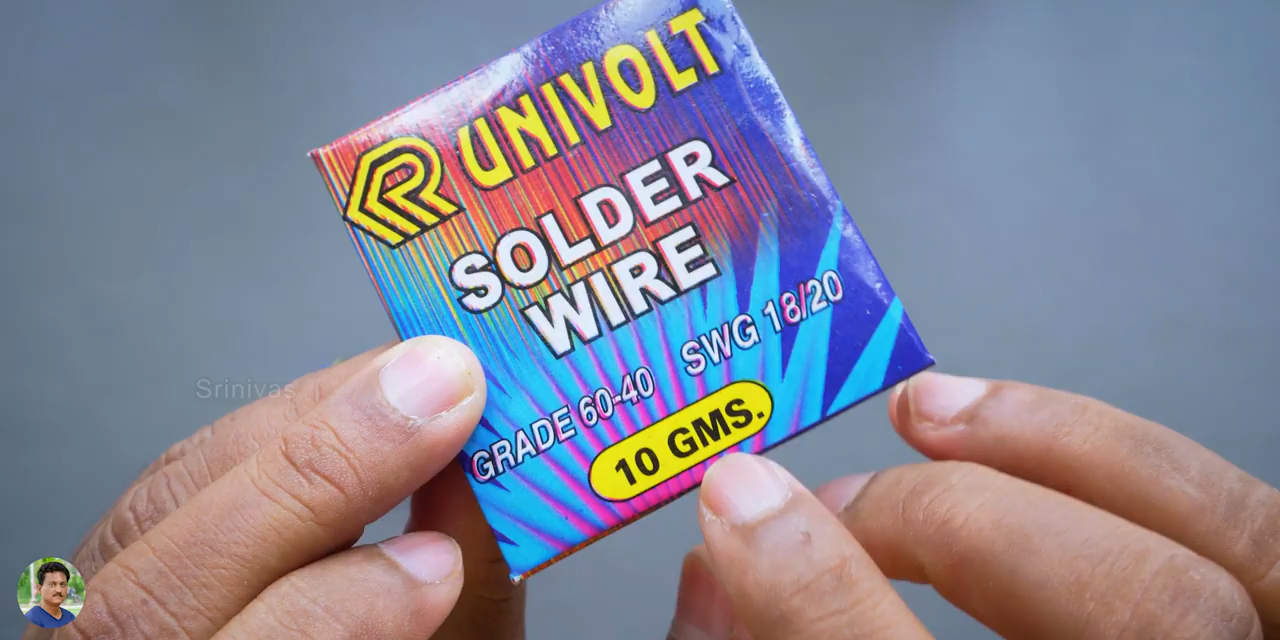 R UNIVOLT
SOLDER
WIRE
GRADE 60-40 SWG 18/20
10 GMS.
Srinivas